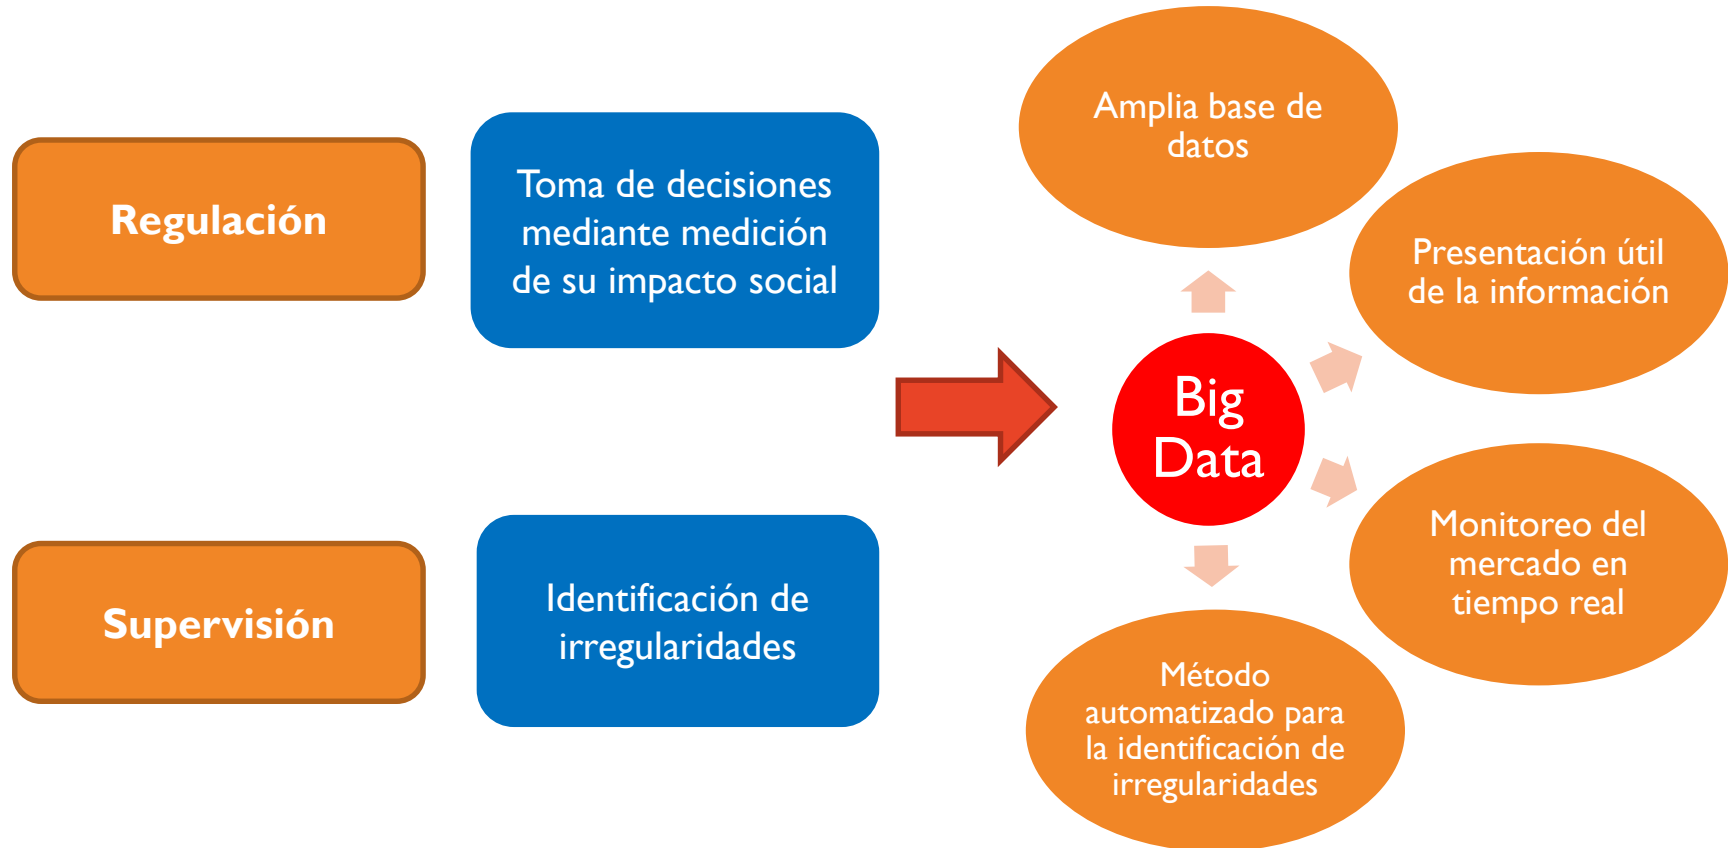 Regulación
Toma de decisiones
mediante medición
de su impacto social
Supervisión
Identificación de
irregularidades
Big
Data
Amplia base de
datos
Presentación útil
de la información
Monitoreo del
mercado en
tiempo real
Método
automatizado para
la identificación de
irregularidades